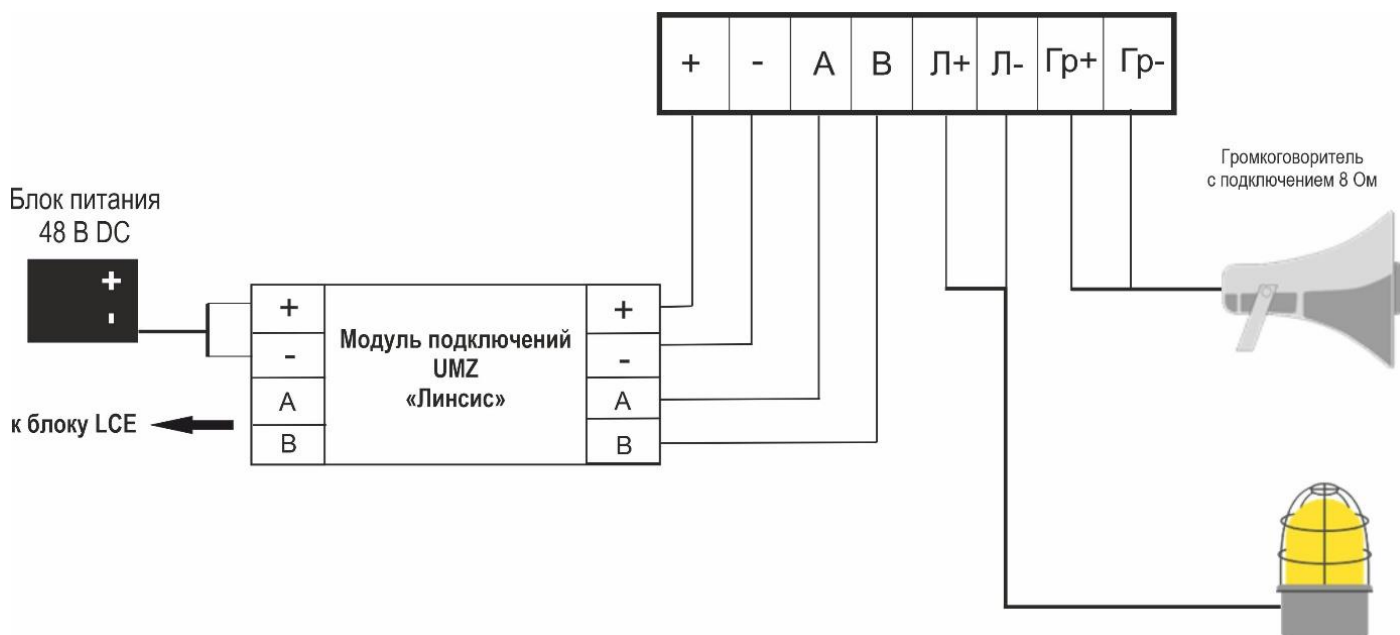 + - А В Л+ Л- Гр+ Гр-
Громкоговоритель
с подключением 8 Ом
Блок питания
48 В DC
+
-
+
-
А
В
Модуль подключений
UMZ
«Линсис»
+
-
А
В
к блоку LCE